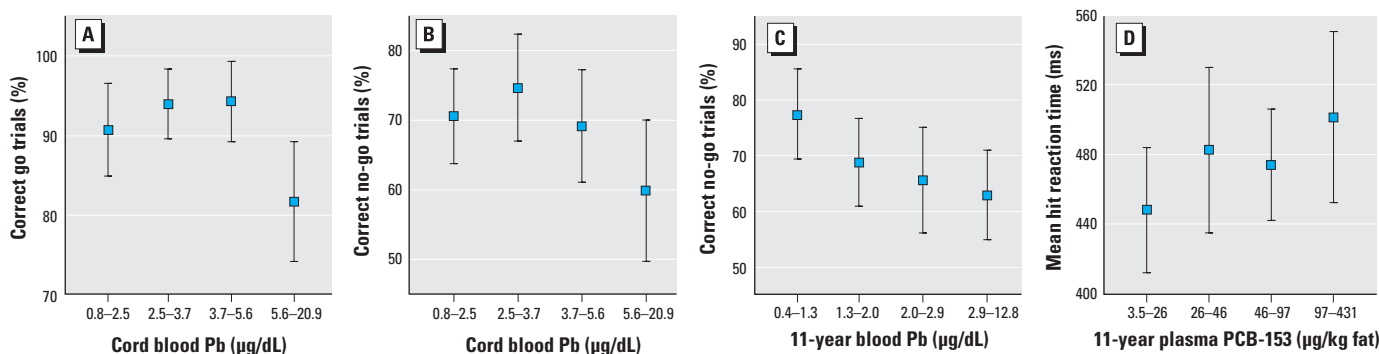 A
Correct go trials (%)
100
90
80
70
0.8–2.5 2.5–3.7 3.7–5.6 5.6–20.9
Cord blood Pb (µg/dL)
B
Correct no-go trials (%)
80
70
60
50
0.8–2.5 2.5–3.7 3.7–5.6 5.6–20.9
Cord blood Pb (µg/dL)
C
Correct no-go trials (%)
90
80
70
60
50
0.4–1.3 1.3–2.0 2.0–2.9 2.9–12.8
11-year blood Pb (µg/dL)
D
Mean hit reaction time (ms)
560
520
480
440
400
3.5–26 26–46 46–97 97–431
11-year plasma PCB-153 (µg/kg fat)